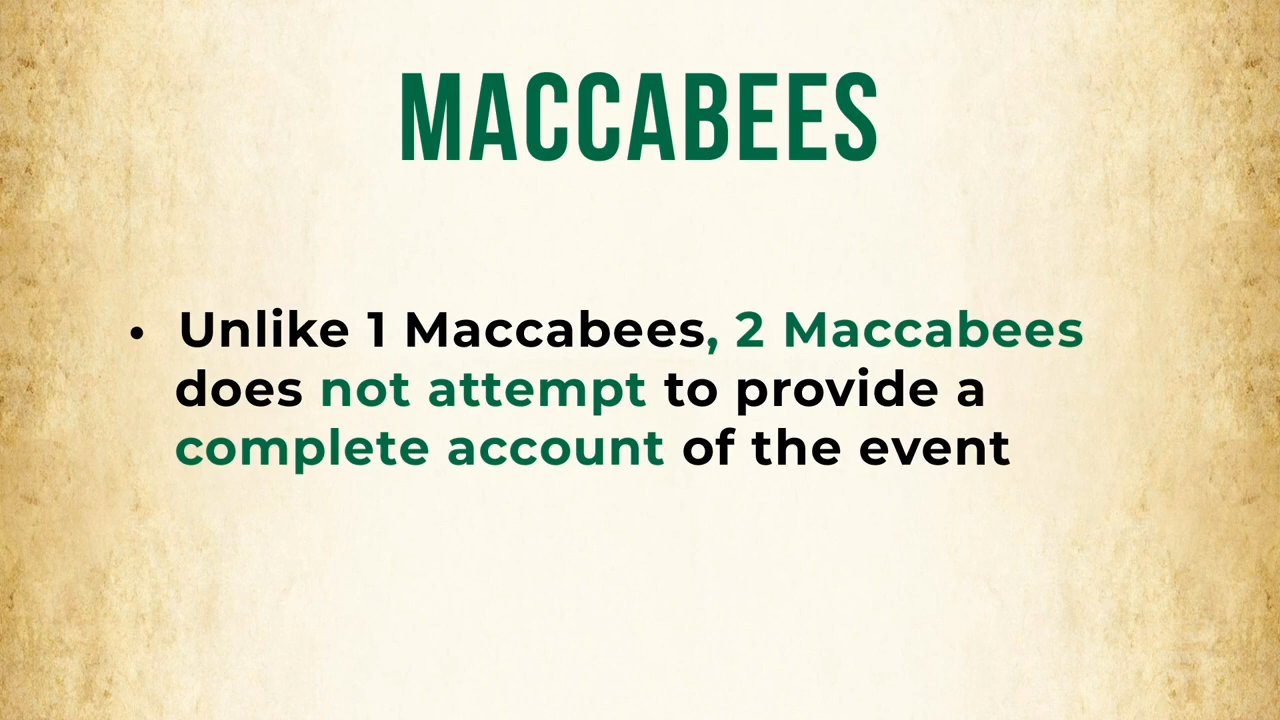 MACCABEES
• Unlike 1 Maccabees, 2 Maccabees
does not attempt to provide a
complete account of the event